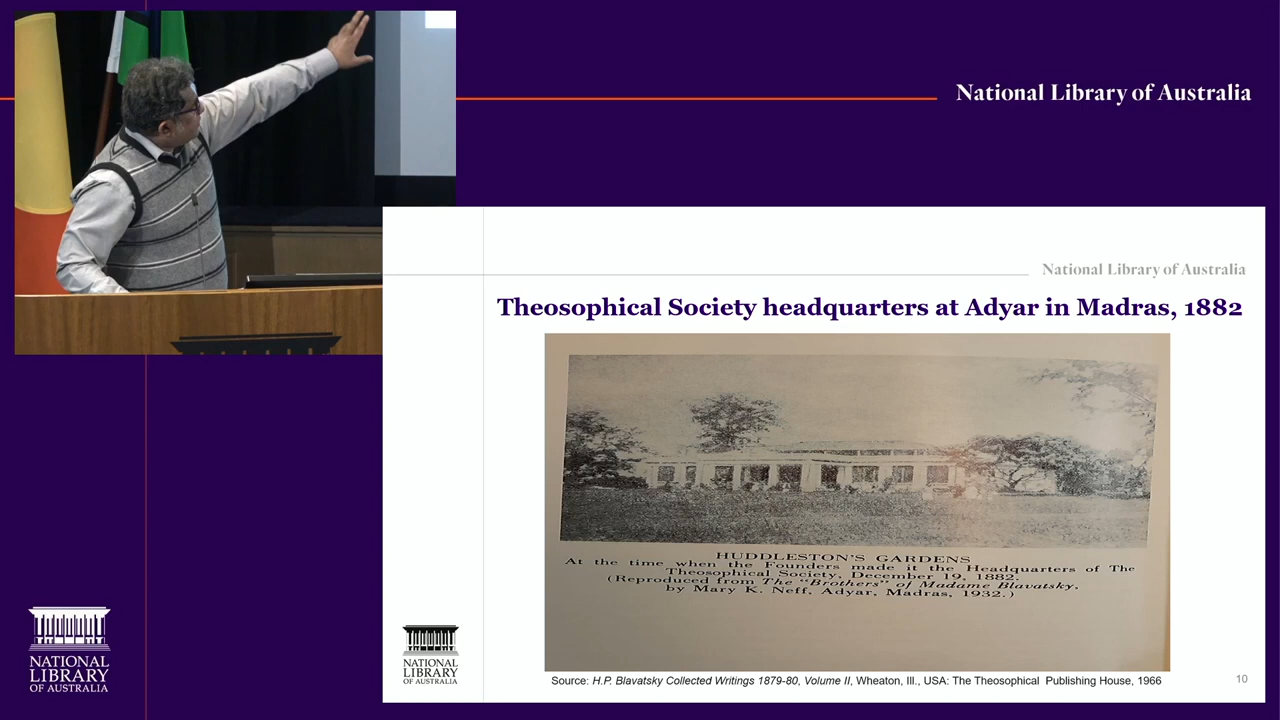 National Library of Australia
National Library of Australia
Theosophical Society headquarters at Adyar in Madras, 1882
HUDDLESTON'S GARDENS
At the time when the Founders made it the Headquarters of The
Theosophical Society, December 19, 1882.
(Reproduced from The "Brothers" of Madame Blavatsky,
by Mary K. Neff, Adyar, Madras, 1932.)
Source: H.P. Blavatsky Collected Writings 1879-80, Volume II, Wheaton, Ill., USA: The Theosophical Publishing House, 1966
10
NATIONAL
LIBRARY
OF AUSTRALIA
NATIONAL
LIBRARY
OF AUSTRALIA